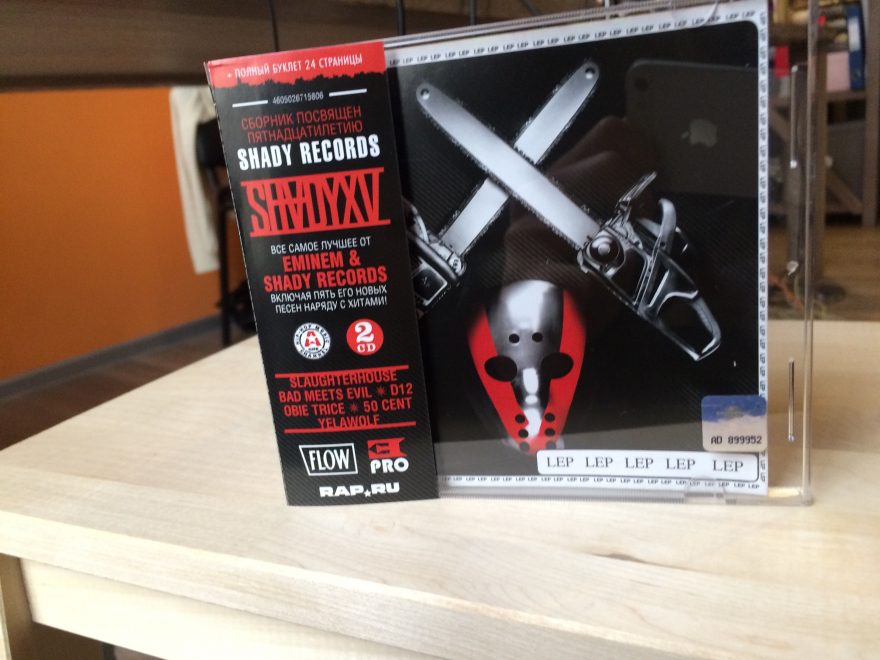 + ПОЛНЫЙ БУКЛЕТ 24 СТРАНИЦЫ
4605026715806
СБОРНИК ПОСВЯЩЕН
ПЯТНАДЦАТИЛЕТИЮ
SHADY RECORDS
SHADYXV
ВСЕ САМОЕ ЛУЧШЕЕ ОТ
EMINEM &
SHADY RECORDS
ВКЛЮЧАЯ ПЯТЬ ЕГО НОВЫХ
ПЕСЕН НАРЯДУ С ХИТАМИ!
A
2
CD
SLAUGHTERHOUSE
BAD MEETS EVIL * D12
OBIE TRICE * 50 CENT
YELAWOLF
FLOW
PRO
RAP.RU
AD 899952
LEP LEP LEP LEP LEP